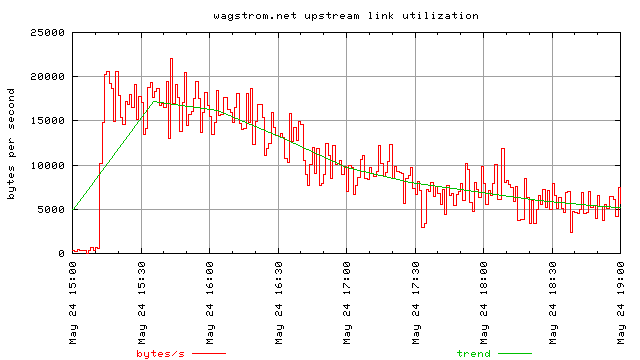 wagstrom.net upstream link utilization
bytes per second
25000
20000
15000
10000
5000
0
May 24 15:00
May 24 15:30
May 24 16:00
May 24 16:30
May 24 17:00
May 24 17:30
May 24 18:00
May 24 18:30
May 24 19:00
bytes/s
trend